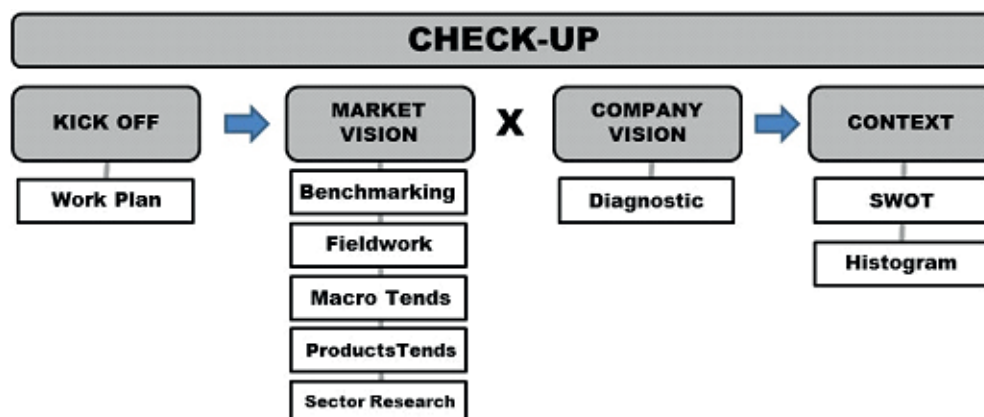 CHECK-UP
KICK OFF
Work Plan
MARKET
VISION
Benchmarking
Fieldwork
Macro Tends
ProductsTends
Sector Research
X
COMPANY
VISION
Diagnostic
CONTEXT
SWOT
Histogram